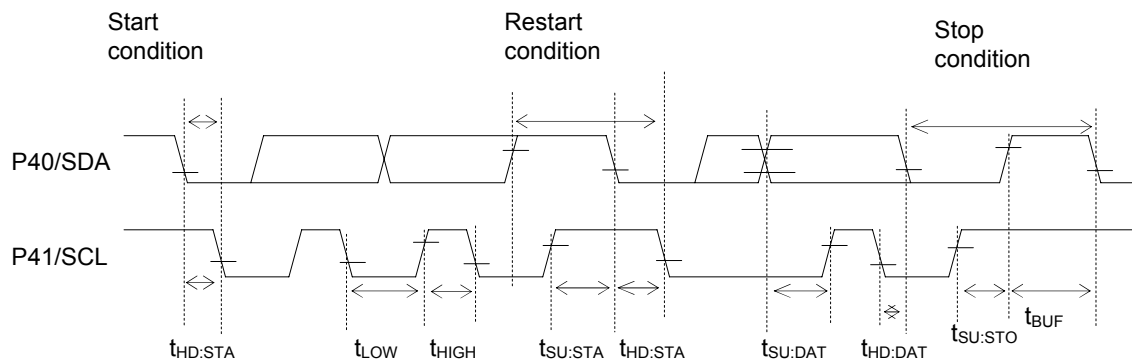 Start
condition
Restart
condition
Stop
condition
P40/SDA
P41/SCL
tHD:STA
tLOW
tHIGH
tSU:STA
tHD:STA
tSU:DAT
tHD:DAT
tSU:STO
tBUF